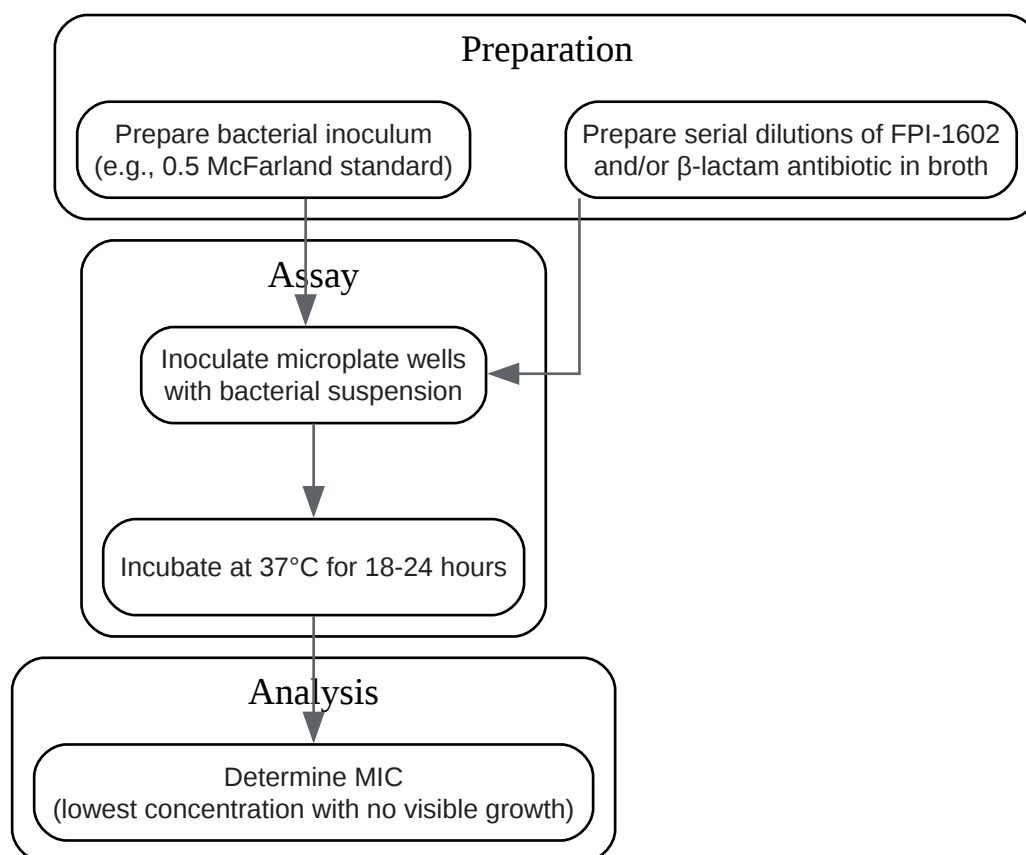 Preparation
Prepare bacterial inoculum
(e.g., 0.5 McFarland standard)
Prepare serial dilutions of FPI-1602
and/or β-lactam antibiotic in broth
Assay
Inoculate microplate wells
with bacterial suspension
Incubate at 37°C for 18-24 hours
Analysis
Determine MIC
(lowest concentration with no visible growth)